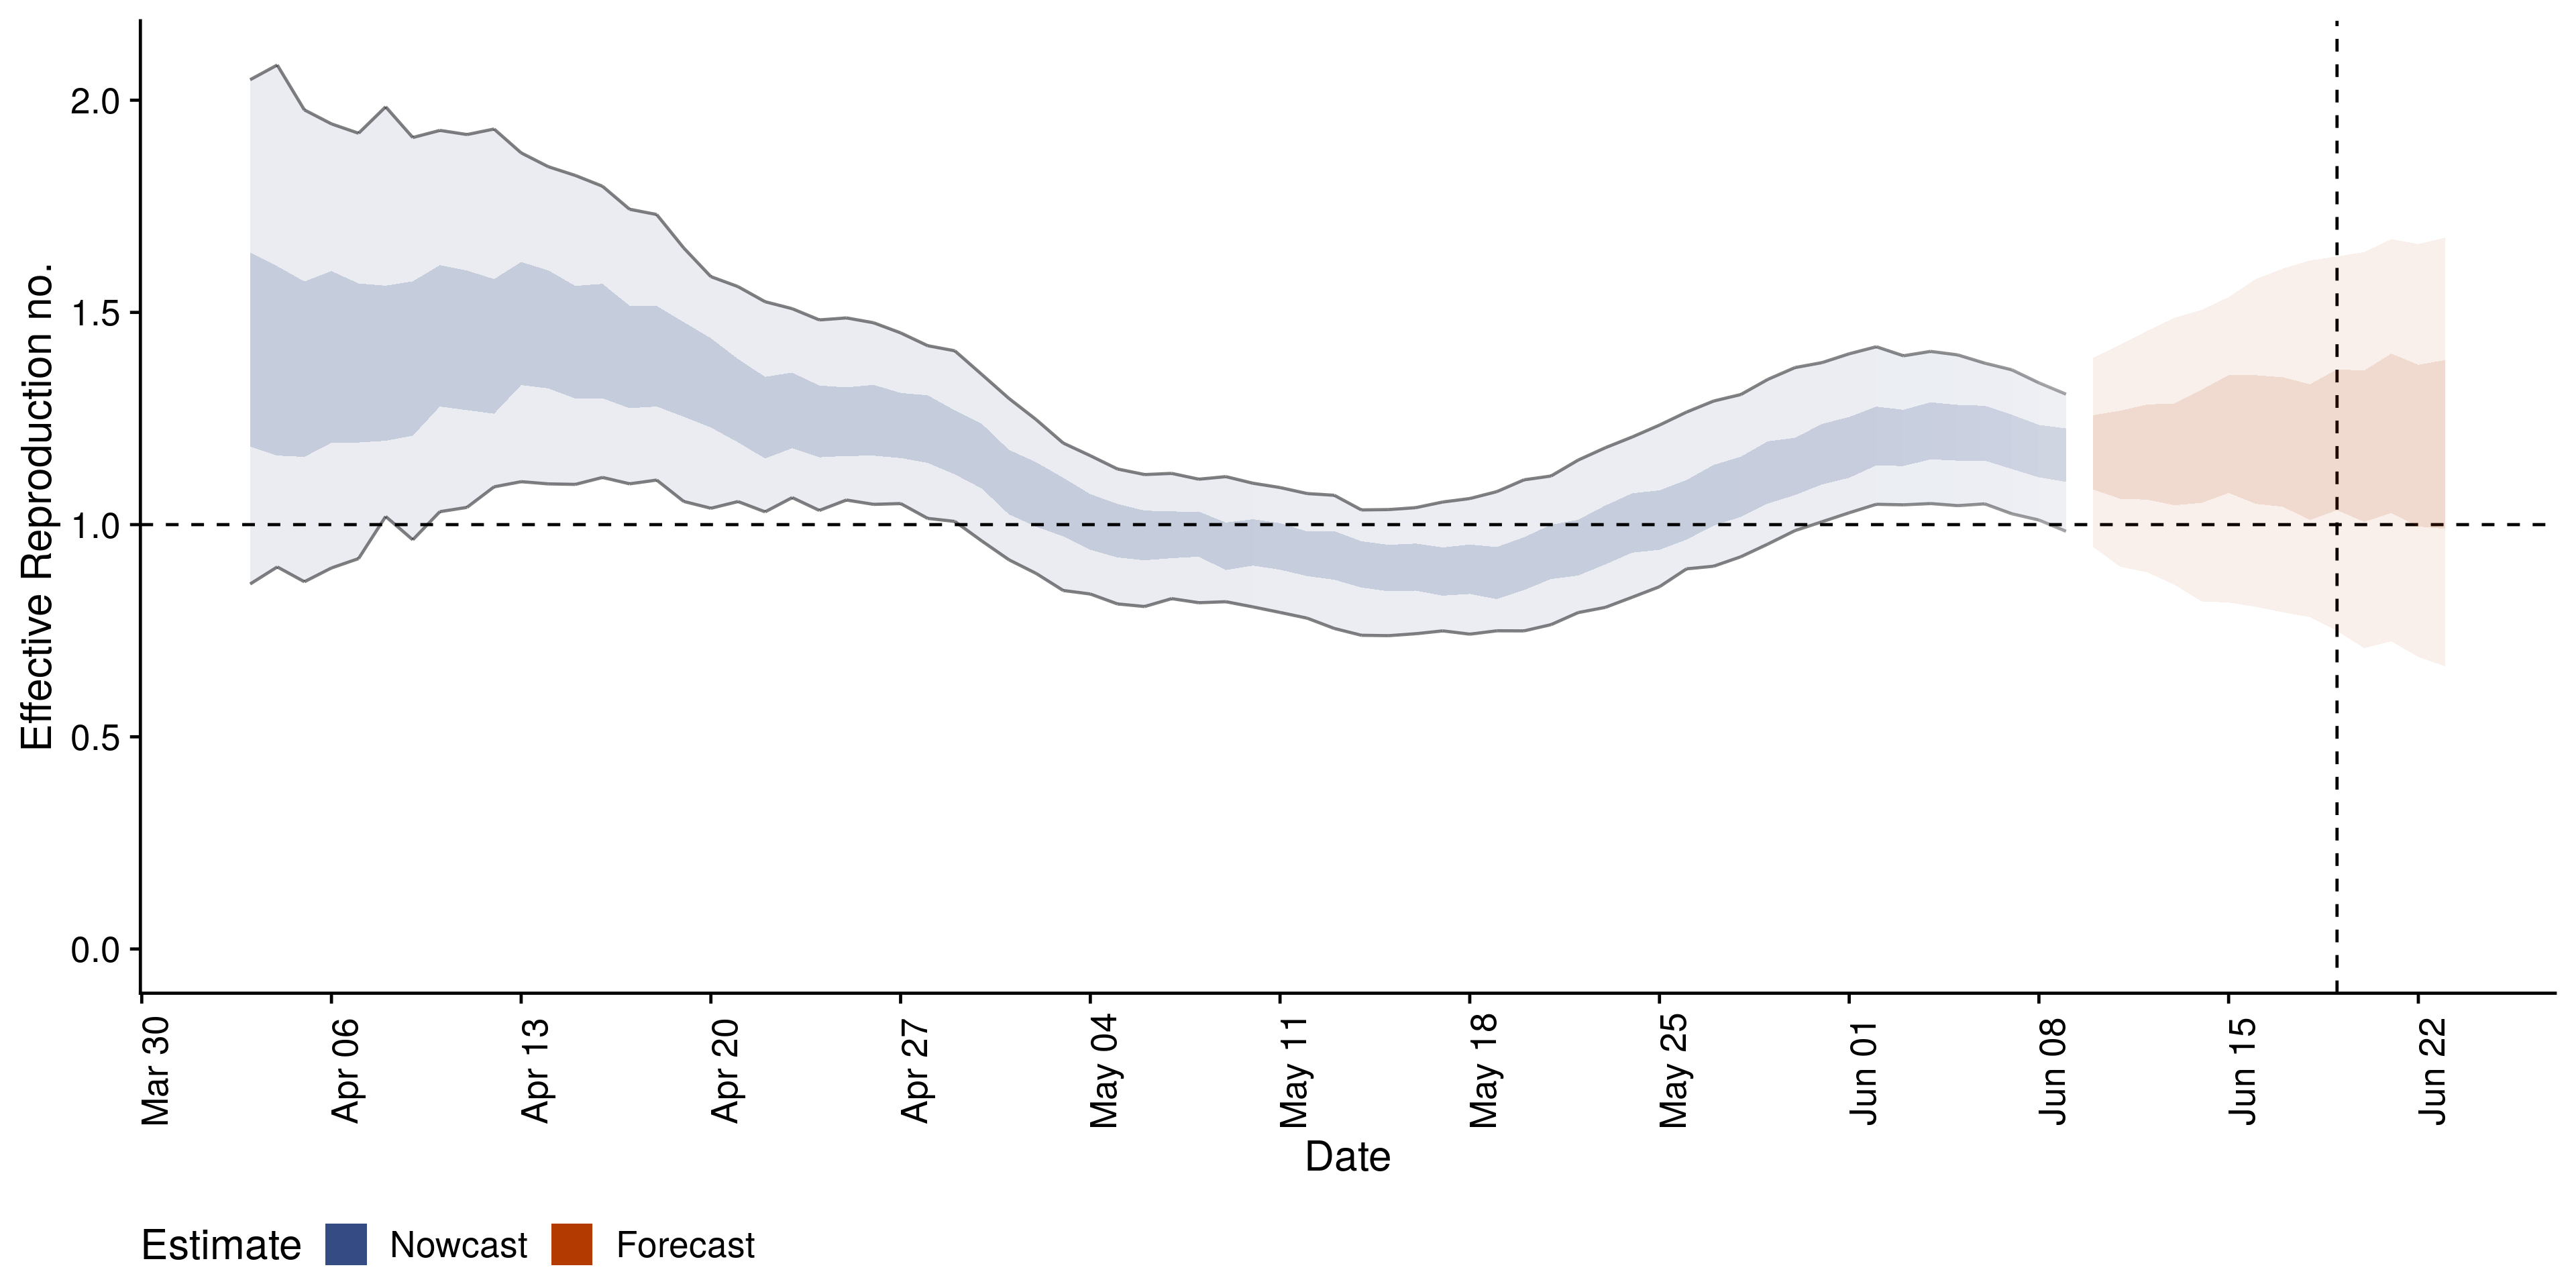 Effective Reproduction no.
2.0
1.5
1.0
0.5
0.0
Mar 30
Apr 06
Apr 13
Apr 20
Apr 27
May 04
May 11
May 18
May 25
Jun 01
Jun 08
Jun 15
Jun 22
Date
Estimate Nowcast Forecast